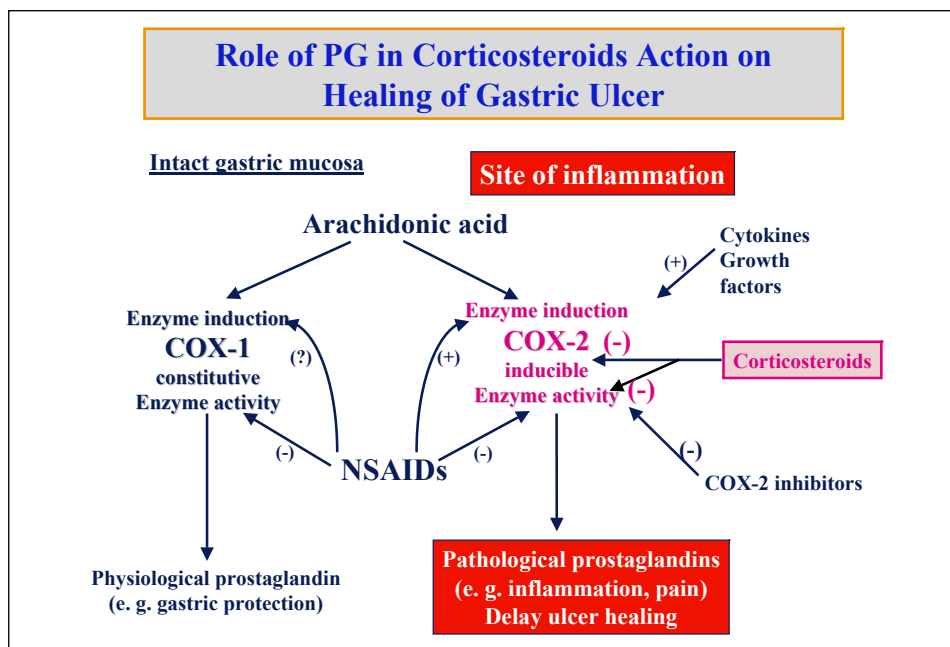 Role of PG in Corticosteroids Action on
Healing of Gastric Ulcer
Intact gastric mucosa
Site of inflammation
Arachidonic acid
Cytokines
Growth
factors
(+)
Enzyme induction
COX-1
constitutive
Enzyme activity
(?)
(+)
Enzyme induction
COX-2 (-)
inducible
Enzyme activity (-)
Corticosteroids
(-)
NSAIDs
(-)
(-)
COX-2 inhibitors
Physiological prostaglandin
(e. g. gastric protection)
Pathological prostaglandins
(e. g. inflammation, pain)
Delay ulcer healing